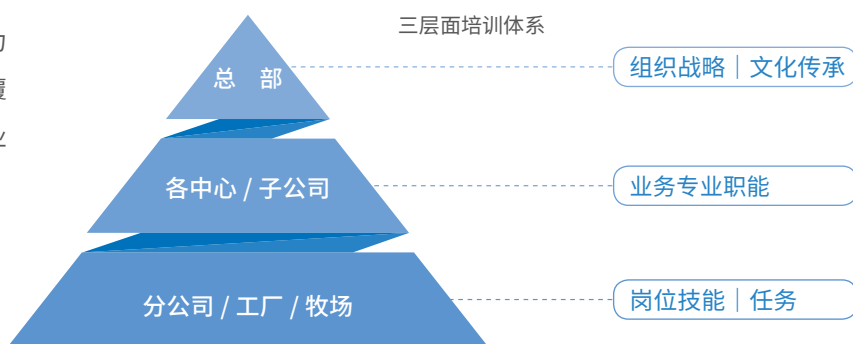 三层面培训体系
总 部
组织战略｜文化传承
各中心 / 子公司
业务专业职能
分公司 / 工厂 / 牧场
岗位技能｜任务